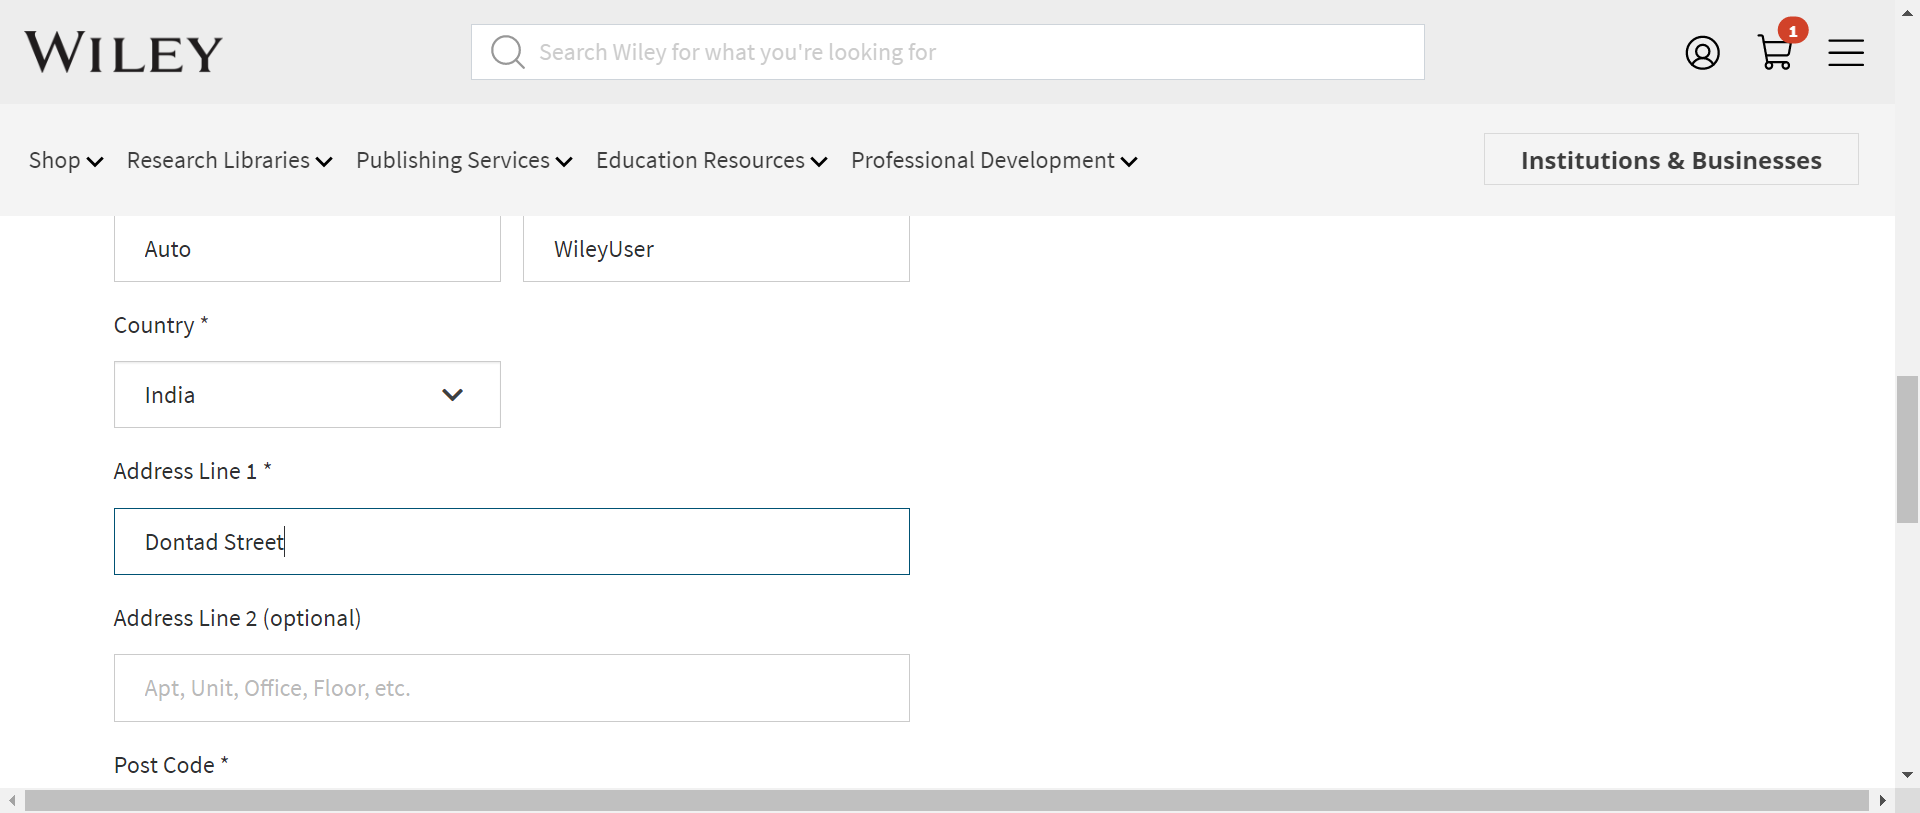 WILEY
Search Wiley for what you're looking for
1
Shop
Research Libraries
Publishing Services
Education Resources
Professional Development
Institutions & Businesses
Auto
WileyUser
Country *
India
Address Line 1 *
Dontad Street
Address Line 2 (optional)
Apt, Unit, Office, Floor, etc.
Post Code *